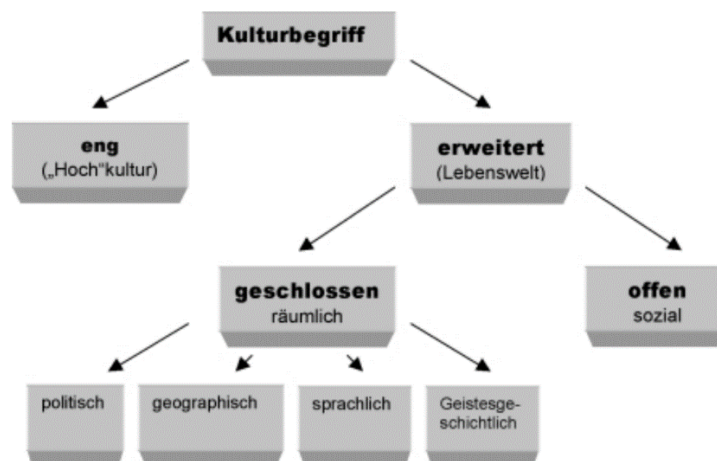 Kulturbegriff
eng
(„Hoch“kultur)
erweitert
(Lebenswelt)
geschlossen
räumlich
offen
sozial
politisch
geographisch
sprachlich
Geistesge-
schichtlich